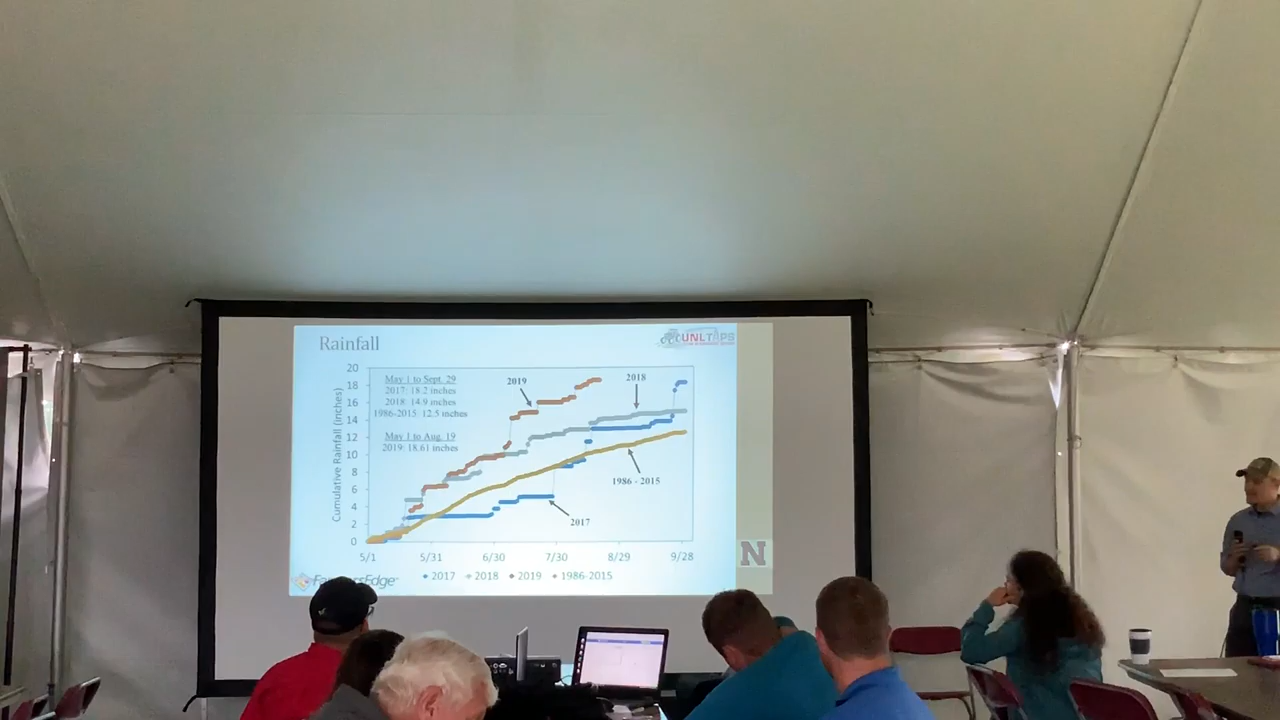 Rainfall
UNLTAPS
20
18
16
14
12
10
8
6
4
2
0
Cumulative Rainfall (inches)
May 1 to Sept. 29
2017: 18.2 inches
2018: 14.9 inches
1986-2015: 12.5 inches
May 1 to Aug. 19
2019: 18.61 inches
2019
2018
1986 - 2015
2017
5/1 5/31 6/30 7/30 8/29 9/28
2017 2018 2019 1986-2015
FarmersEdge
N